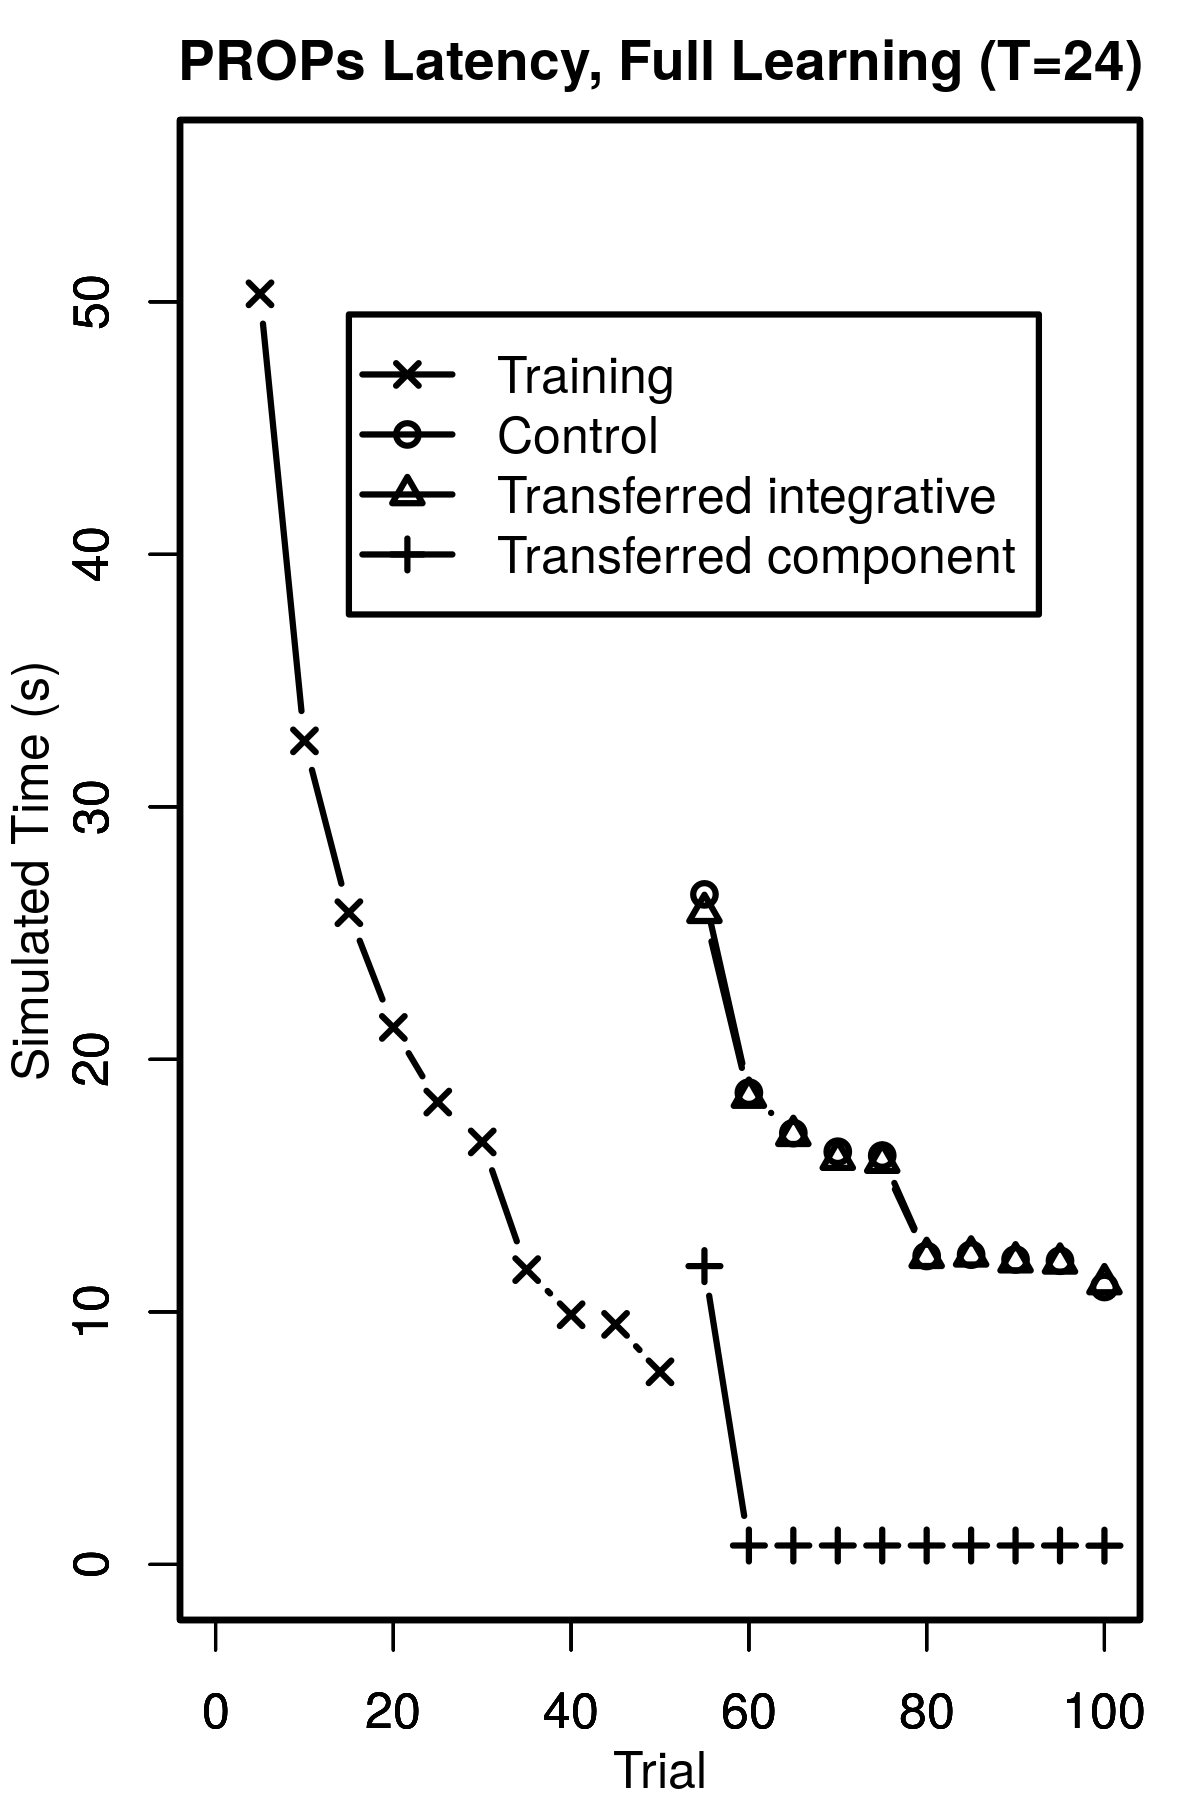 PROPs Latency, Full Learning (T=24)
Training
Control
Transferred integrative
Transferred component
Simulated Time (s)
50
40
30
20
10
0
0 20 40 60 80 100
Trial